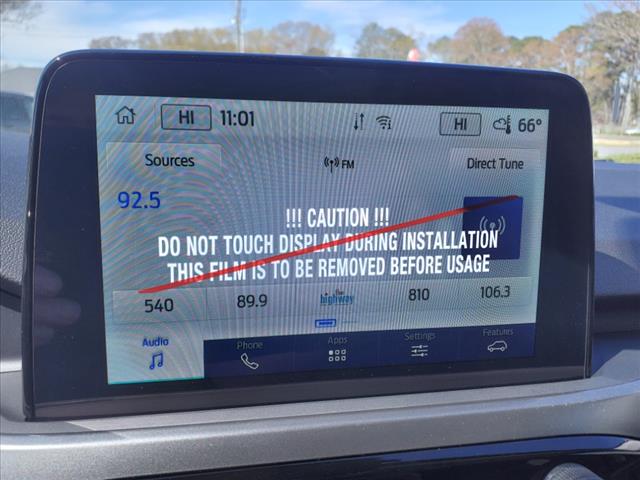 HI 11:01 HI 66°
Sources FM Direct Tune
92.5
!!! CAUTION !!!
DO NOT TOUCH DISPLAY DURING INSTALLATION
THIS FILM IS TO BE REMOVED BEFORE USAGE
540 89.9 the highway 810 106.3
Audio Phone Apps Settings Features